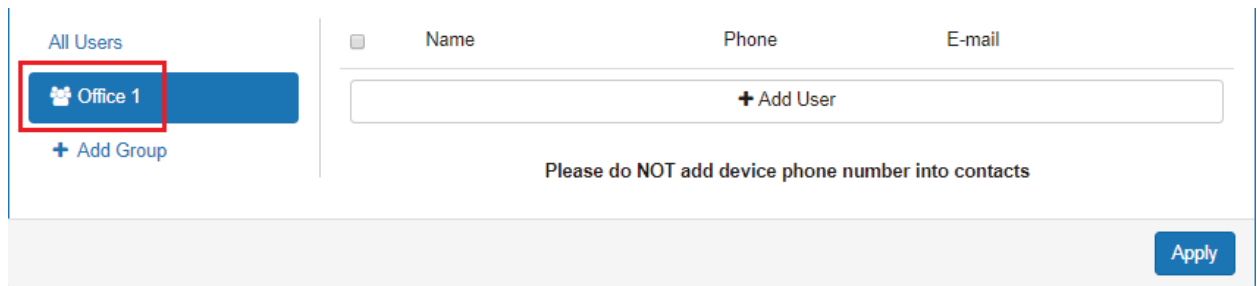 All Users
Name Phone E-mail
Office 1
+ Add User
+ Add Group
Please do NOT add device phone number into contacts
Apply